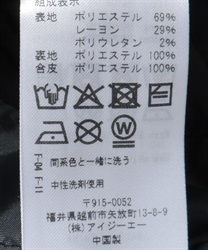 組成表示
表地 ポリエステル 69%
レーヨン 29%
ポリウレタン 2%
裏地 ポリエステル 100%
合皮 ポリエステル 100%
W
F-04 F-11
同系色と一緒に洗う
中性洗剤使用
〒915-0052
福井県越前市矢放町13-8-9
(株)アイジーエー
中国製